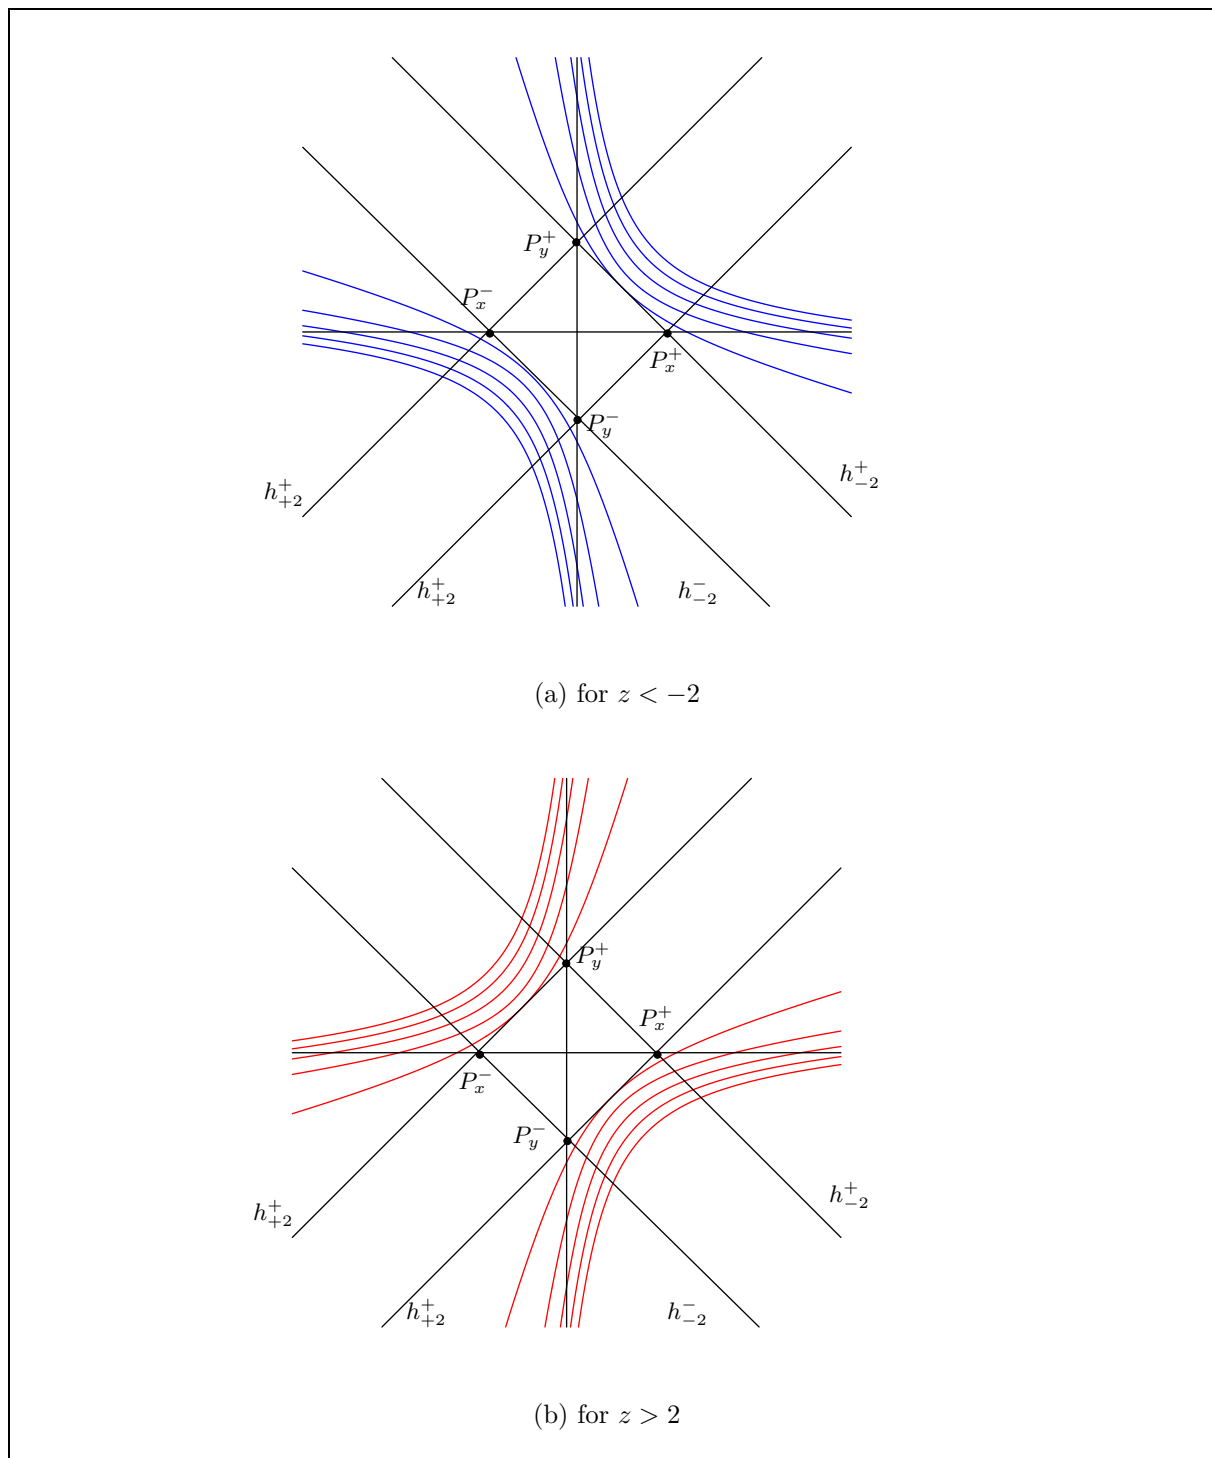 P_y^+
P_x^-
P_x^+
P_y^-
h_{+2}^+
h_{-2}^+
h_{+2}^+
h_{-2}^-
(a) for z < −2
P_y^+
P_x^+
P_x^-
P_y^-
h_{+2}^+
h_{-2}^+
h_{+2}^+
h_{-2}^-
(b) for z > 2